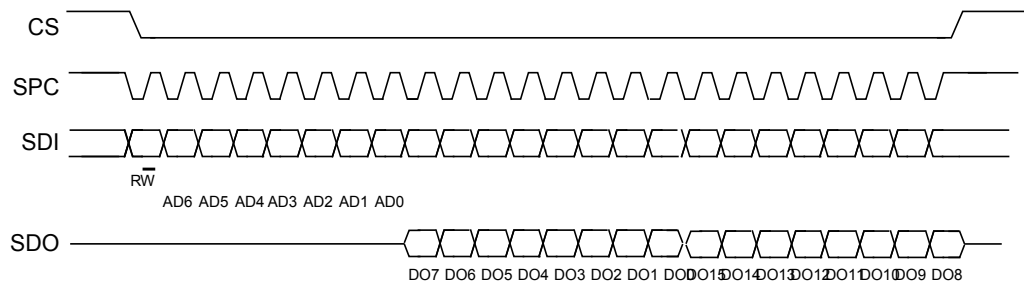 CS
SPC
SDI
RW
AD6 AD5 AD4 AD3 AD2 AD1 AD0
SDO
DO7 DO6 DO5 DO4 DO3 DO2 DO1 DO0 DO15 DO14 DO13 DO12 DO11 DO10 DO9 DO8